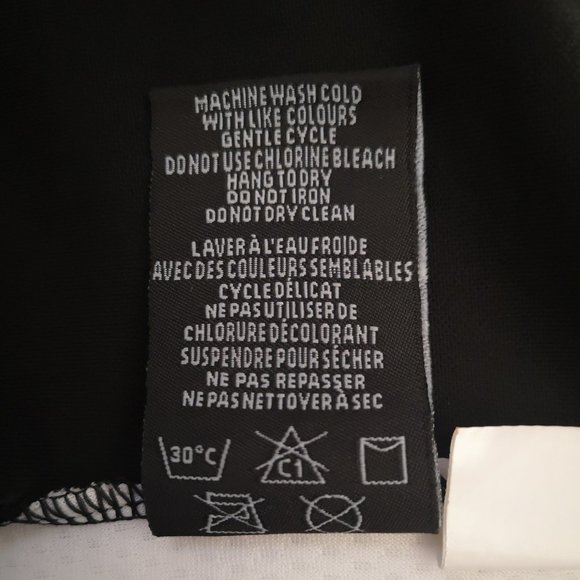 MACHINE WASH COLD
WITH LIKE COLOURS
GENTLE CYCLE
DO NOT USE CHLORINE BLEACH
HANG TO DRY
DO NOT IRON
DO NOT DRY CLEAN
LAVER À L'EAU FROIDE
AVEC DES COULEURS SEMBLABLES
CYCLE DÉLICAT
NE PAS UTILISER DE
CHLORURE DÉCOLORANT
SUSPENDRE POUR SÉCHER
NE PAS REPASSER
NE PAS NETTOYER À SEC
30°C C1